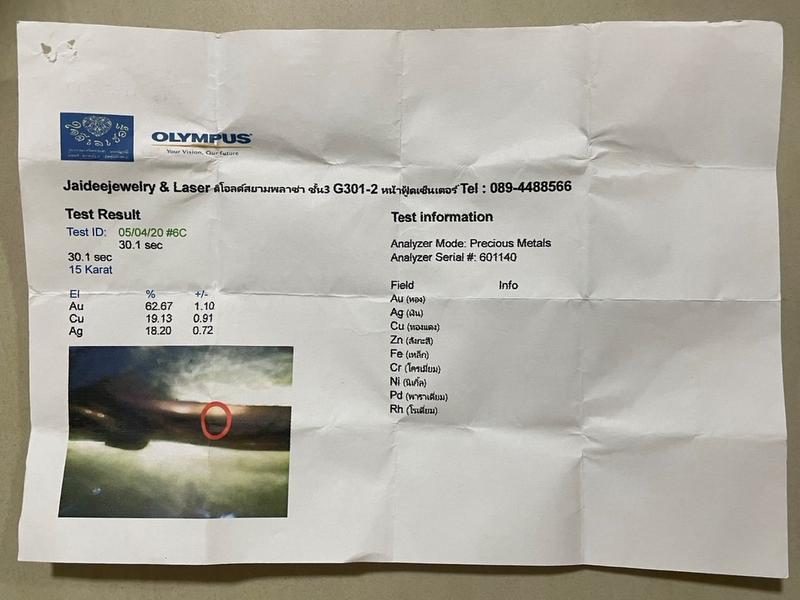 OLYMPUS
Your Vision, Our Future
Jaideejewelry & Laser ดิโอลด์สยามพลาซ่า ชั้น3 G301-2 หน้าฟู้ดเซ็นเตอร์ Tel : 089-4488566
Test Result
Test ID: 05/04/20 #6C
30.1 sec
30.1 sec
15 Karat
El % +/-
Au 62.67 1.10
Cu 19.13 0.91
Ag 18.20 0.72
Test information
Analyzer Mode: Precious Metals
Analyzer Serial #: 601140
Field Info
Au (ทอง)
Ag (เงิน)
Cu (ทองแดง)
Zn (สังกะสี)
Fe (เหล็ก)
Cr (โครเมียม)
Ni (นิเกิ้ล)
Pd (พาราเดียม)
Rh (โรเดียม)